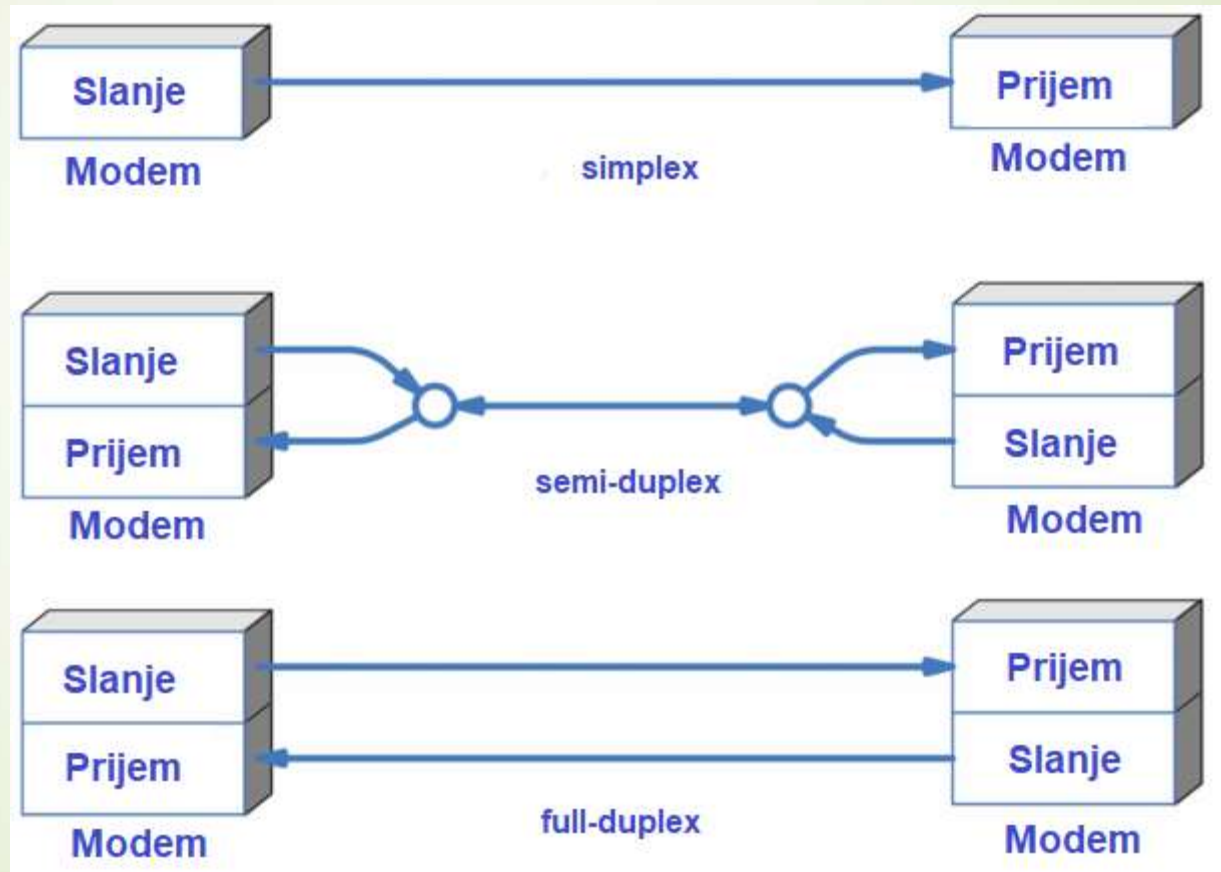 Slanje
Prijem
Modem
simplex
Modem
Slanje
Prijem
Prijem
Slanje
semi-duplex
Modem
Modem
Slanje
Prijem
Prijem
Slanje
full-duplex
Modem
Modem